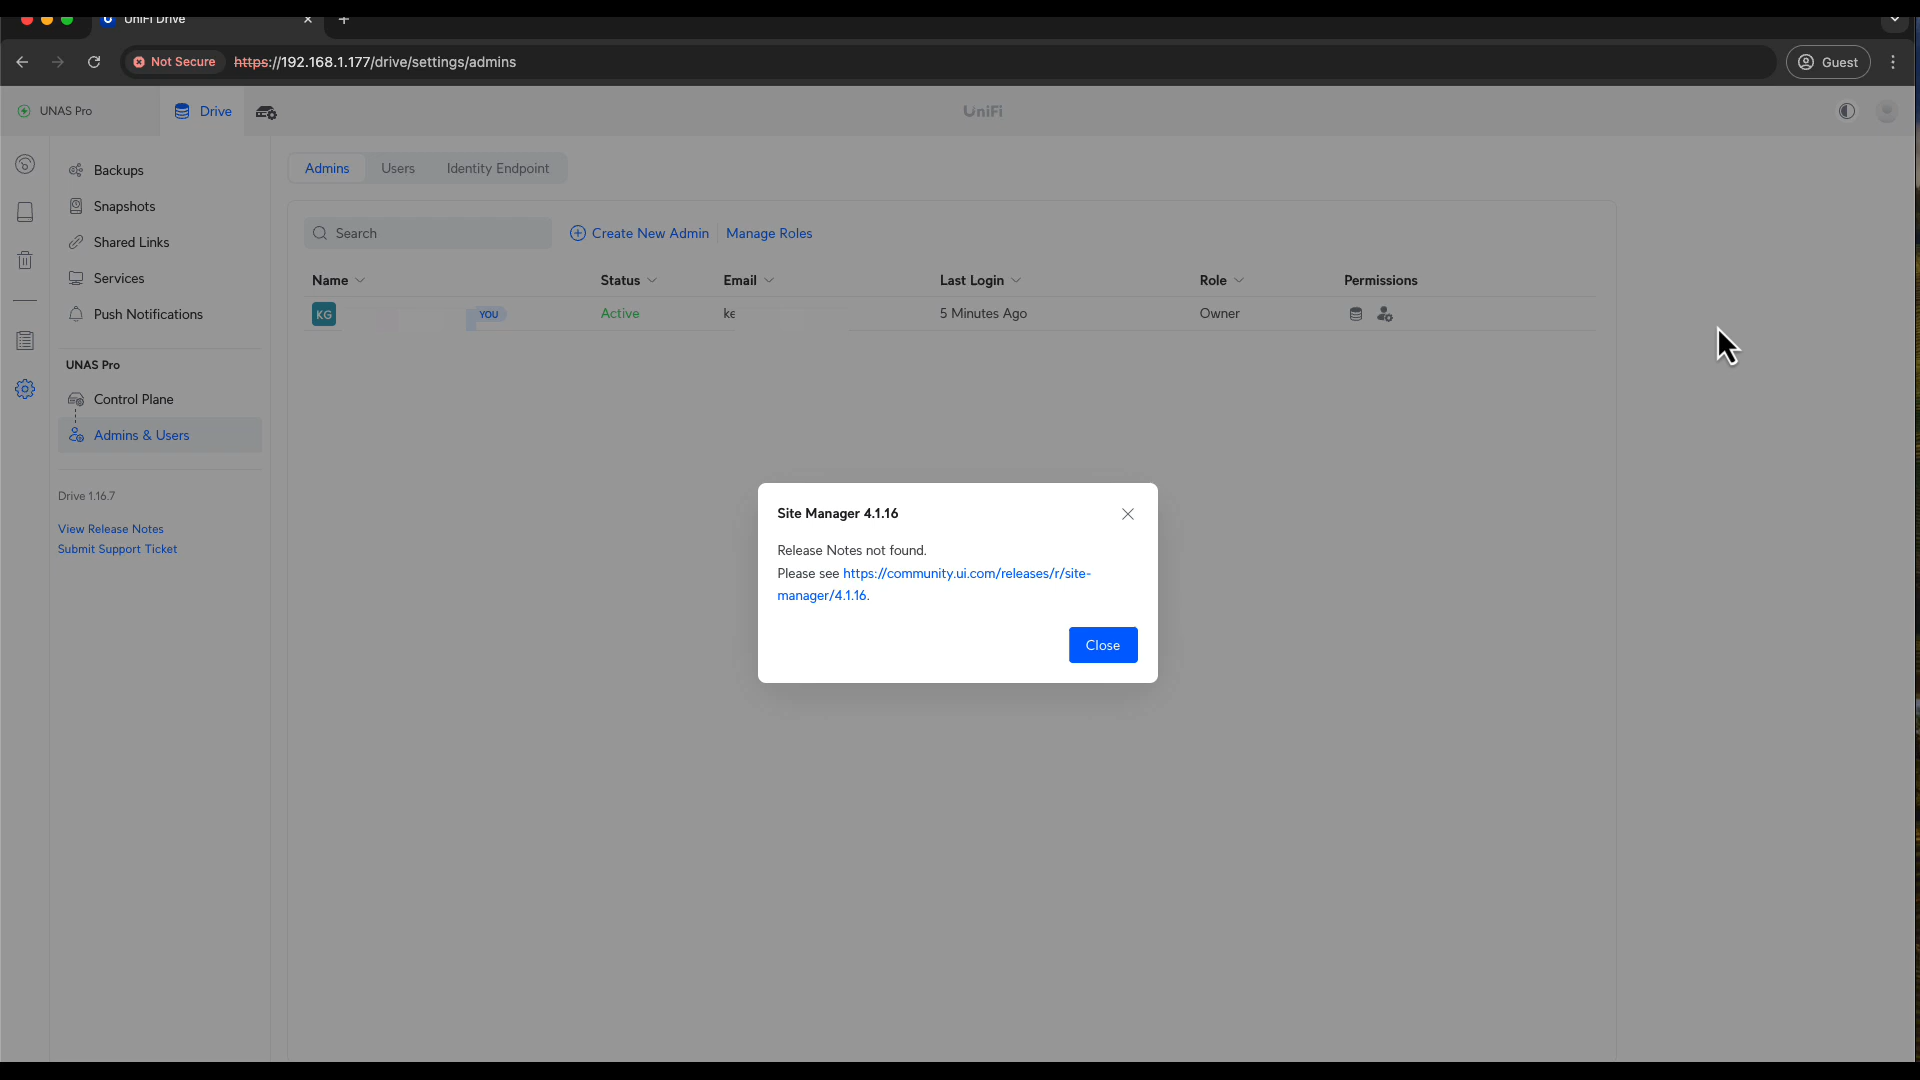 UniFi Drive
Not Secure https://192.168.1.177/drive/settings/admins Guest
UNAS Pro Drive UniFi
Backups
Snapshots
Shared Links
Services
Push Notifications
UNAS Pro
Control Plane
Admins & Users
Drive 1.16.7
View Release Notes
Submit Support Ticket
Admins Users Identity Endpoint
Search Create New Admin Manage Roles
Name Status Email Last Login Role Permissions
KG YOU Active ke 5 Minutes Ago Owner
Site Manager 4.1.16
Release Notes not found.
Please see https://community.ui.com/releases/r/site-
manager/4.1.16.
Close